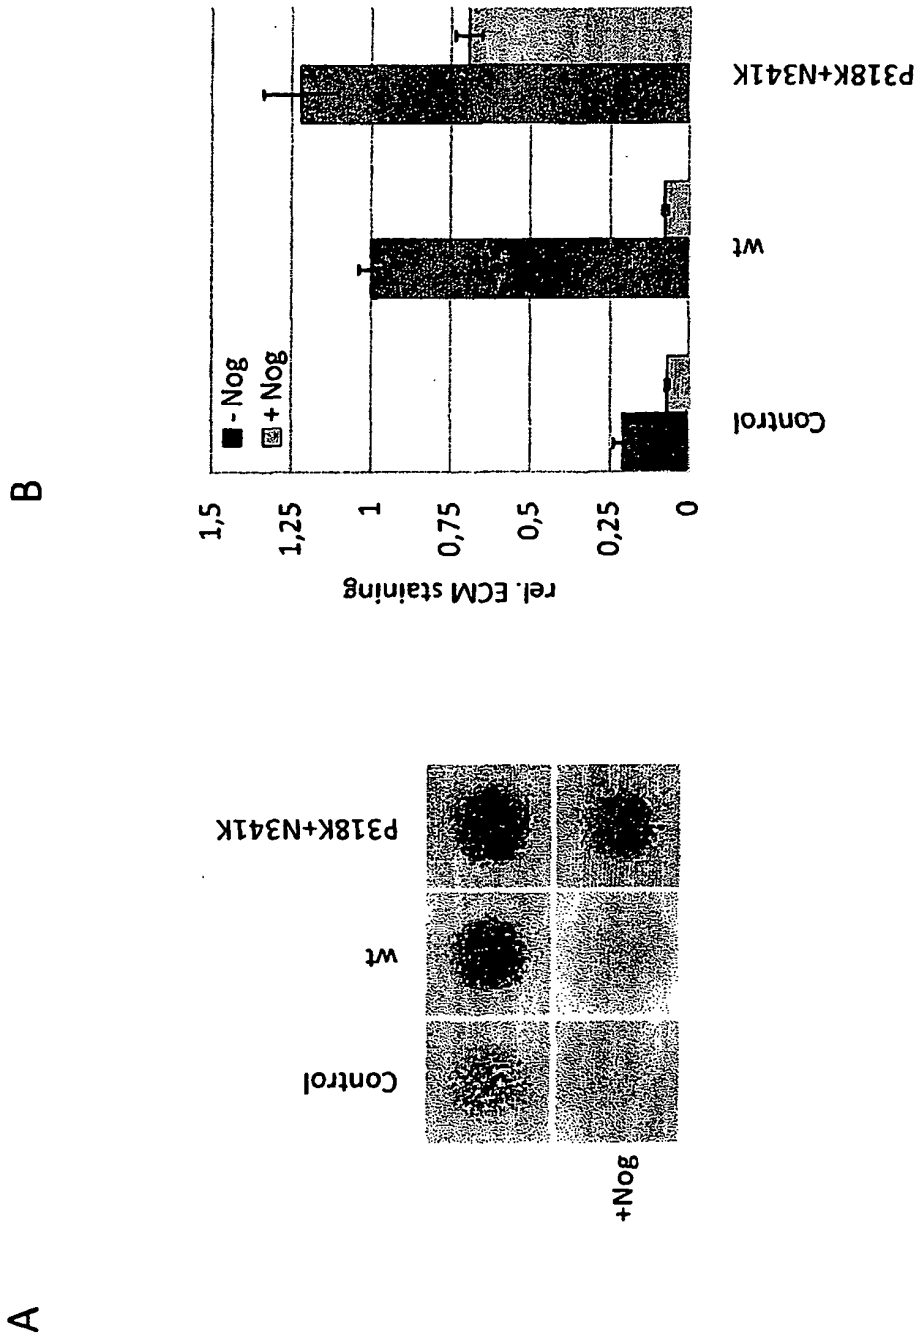 A
Control
wt
P318K+N341K
+Nog
B
rel. ECM staining
1,5
1,25
1
0,75
0,5
0,25
0
- Nog
+ Nog
Control
wt
P318K+N341K